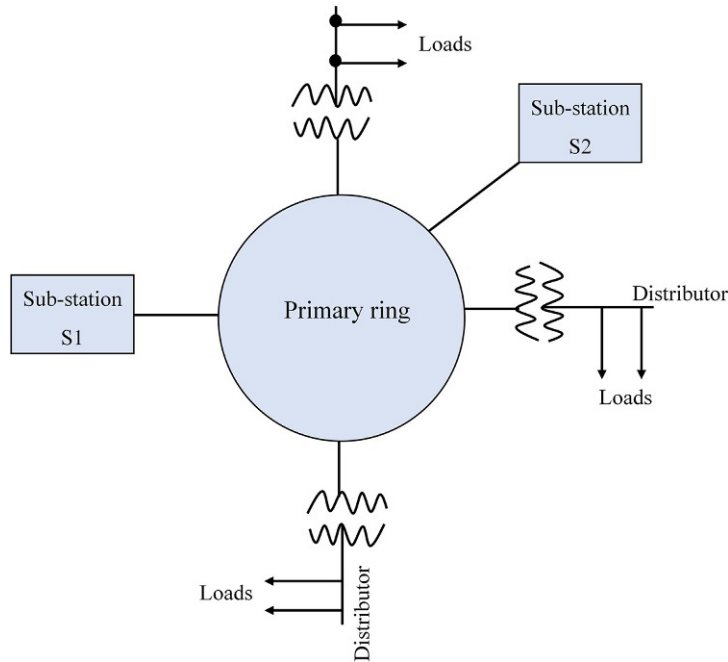 Loads
Sub-station
S2
Sub-station
S1
Primary ring
Distributor
Loads
Loads
Distributor